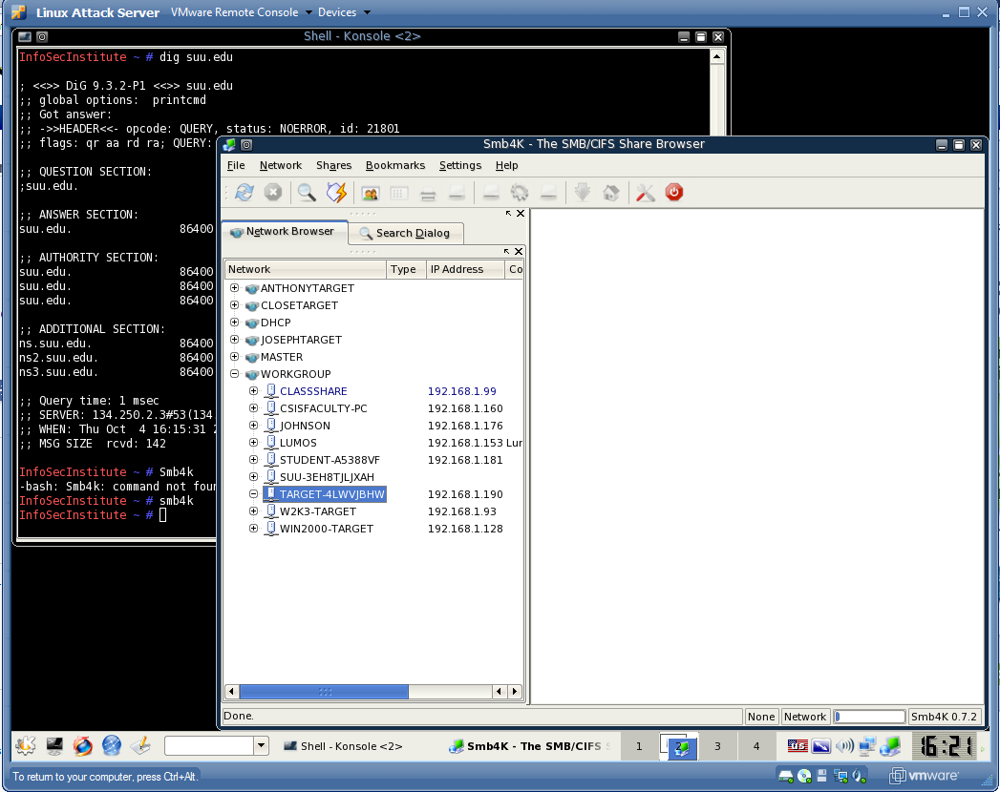 Linux Attack Server VMware Remote Console Devices
Shell - Konsole <2>
InfoSecInstitute ~ # dig suu.edu
; <<>> DiG 9.3.2-P1 <<>> suu.edu
;; global options: printcmd
;; Got answer:
;; ->>HEADER<<- opcode: QUERY, status: NOERROR, id: 21801
;; flags: qr aa rd ra; QUERY:
;; QUESTION SECTION:
;suu.edu.
;; ANSWER SECTION:
suu.edu. 86400
;; AUTHORITY SECTION:
suu.edu. 86400
suu.edu. 86400
suu.edu. 86400
;; ADDITIONAL SECTION:
ns.suu.edu. 86400
ns2.suu.edu. 86400
ns3.suu.edu. 86400
;; Query time: 1 msec
;; SERVER: 134.250.2.3#53(134
;; WHEN: Thu Oct 4 16:15:31 2
;; MSG SIZE rcvd: 142
InfoSecInstitute ~ # Smb4k
-bash: Smb4k: command not foun
InfoSecInstitute ~ # smb4k
InfoSecInstitute ~ #
Smb4K - The SMB/CIFS Share Browser
File Network Shares Bookmarks Settings Help
Network Browser Search Dialog
Network Type IP Address Co
ANTHONYTARGET
CLOSETARGET
DHCP
JOSEPHTARGET
MASTER
WORKGROUP
CLASSSHARE 192.168.1.99
CSISFACULTY-PC 192.168.1.160
JOHNSON 192.168.1.176
LUMOS 192.168.1.153 Lur
STUDENT-A5388VF 192.168.1.181
SUU-3EH8TJLJXAH
TARGET-4LWVJBHW 192.168.1.190
W2K3-TARGET 192.168.1.93
WIN2000-TARGET 192.168.1.128
Done. None Network Smb4K 0.7.2
Shell - Konsole <2> Smb4K - The SMB/CIFS S 1 2 3 4 16:21
To return to your computer, press Ctrl+Alt. vmware